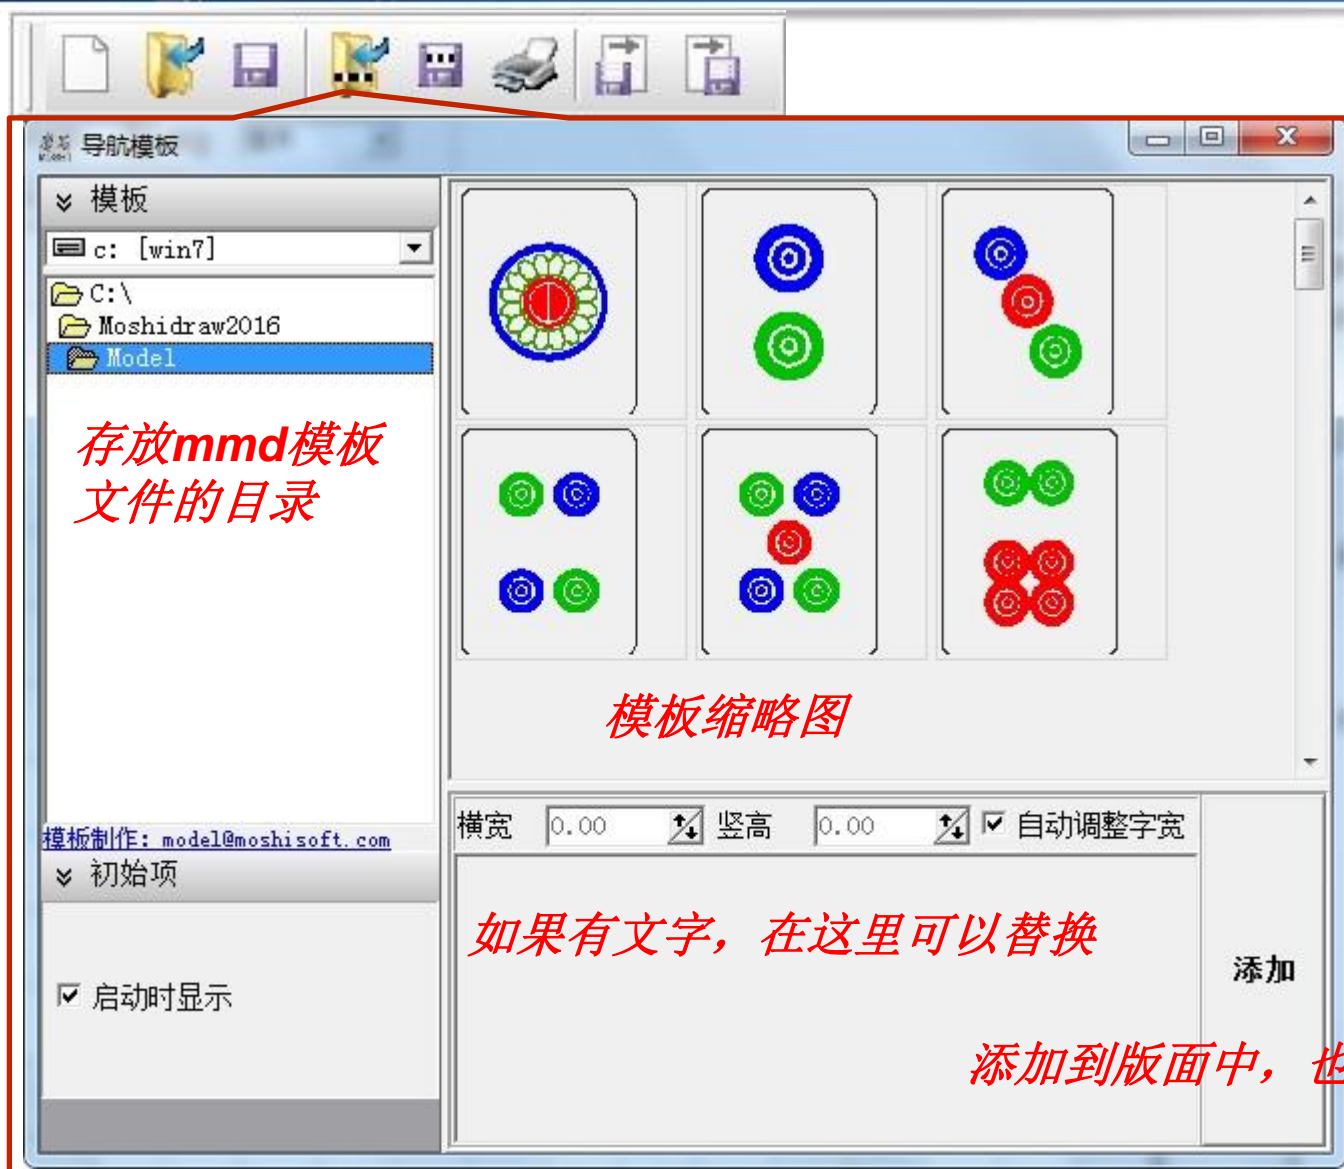 导航模板
模板
c: [win7]
C:\
Moshidraw2016
Model
存放mmd模板
文件的目录
模板缩略图
模板制作: model@moshisoft.com
横宽 0.00 竖高 0.00 自动调整字宽
初始项
如果有文字，在这里可以替换
添加
启动时显示
添加到版面中，也